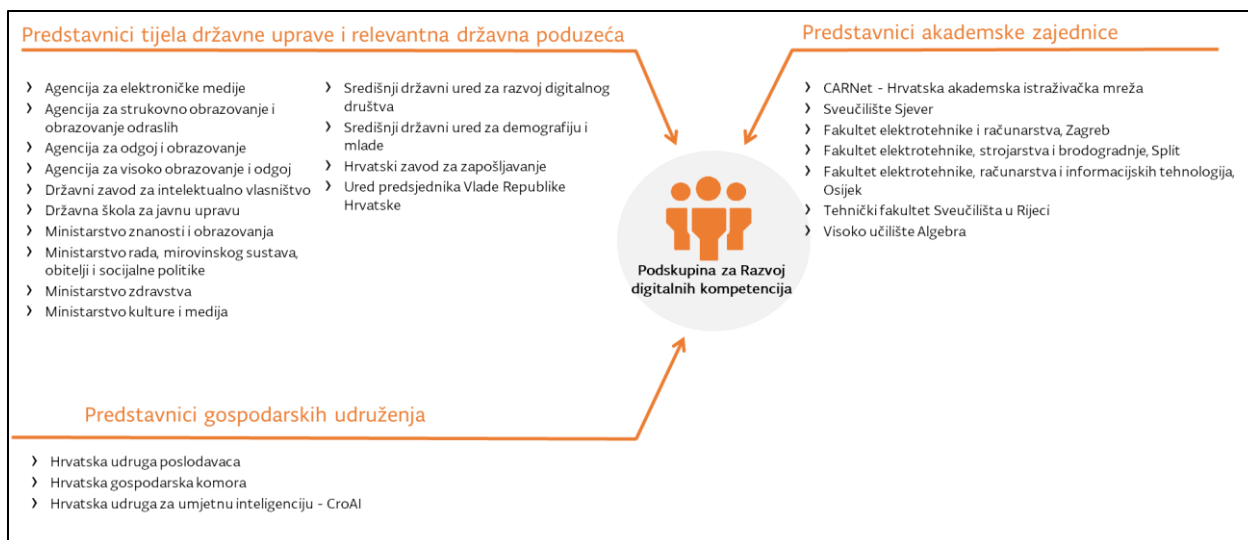 Predstavnici tijela državne uprave i relevantna državna poduzeća
› Agencija za elektroničke medije
› Agencija za strukovno obrazovanje i
obrazovanje odraslih
› Agencija za odgoj i obrazovanje
› Agencija za visoko obrazovanje i odgoj
› Državni zavod za intelektualno vlasništvo
› Državna škola za javnu upravu
› Ministarstvo znanosti i obrazovanja
› Ministarstvo rada, mirovinskog sustava,
obitelji i socijalne politike
› Ministarstvo zdravstva
› Ministarstvo kulture i medija
› Središnji državni ured za razvoj digitalnog
društva
› Središnji državni ured za demografiju i
mlade
› Hrvatski zavod za zapošljavanje
› Ured predsjednika Vlade Republike
Hrvatske
Predstavnici akademske zajednice
› CARNet - Hrvatska akademska istraživačka mreža
› Sveučilište Sjever
› Fakultet elektrotehnike i računarstva, Zagreb
› Fakultet elektrotehnike, strojarstva i brodogradnje, Split
› Fakultet elektrotehnike, računarstva i informacijskih tehnologija,
Osijek
› Tehnički fakultet Sveučilišta u Rijeci
› Visoko učilište Algebra
Podskupina za Razvoj
digitalnih kompetencija
Predstavnici gospodarskih udruženja
› Hrvatska udruga poslodavaca
› Hrvatska gospodarska komora
› Hrvatska udruga za umjetnu inteligenciju - CroAI